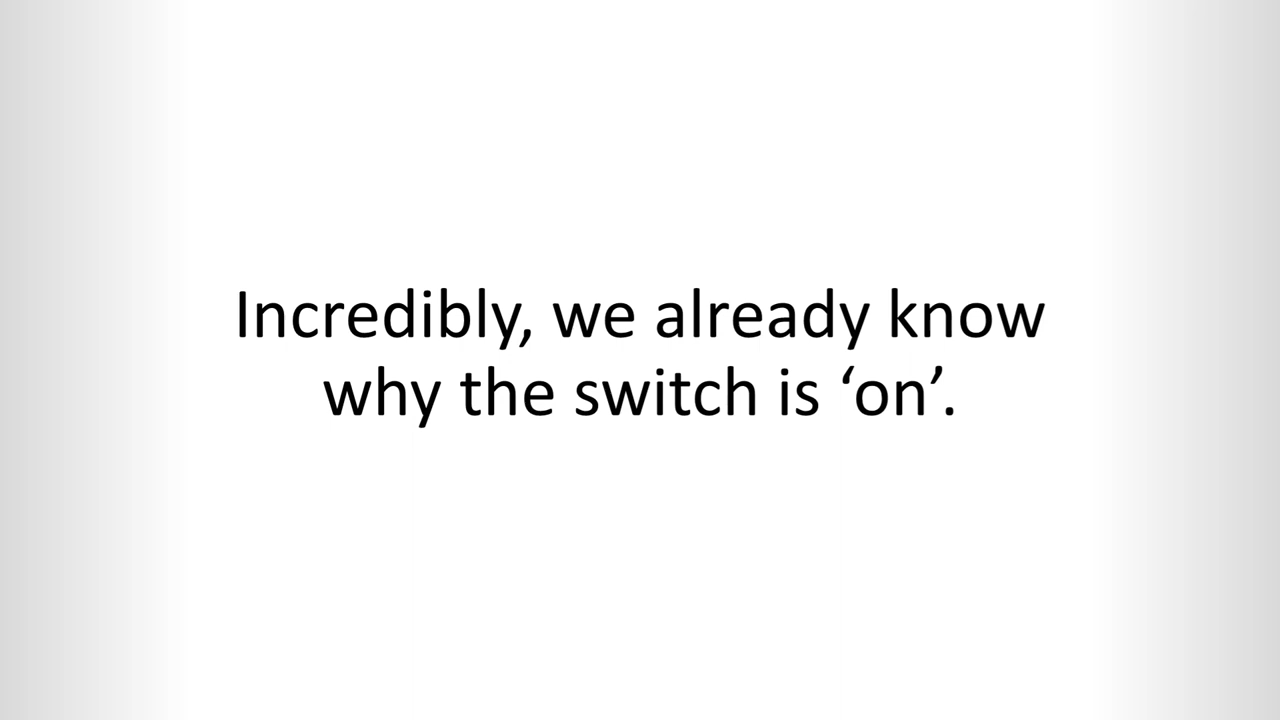 Incredibly, we already know
why the switch is ‘on’.